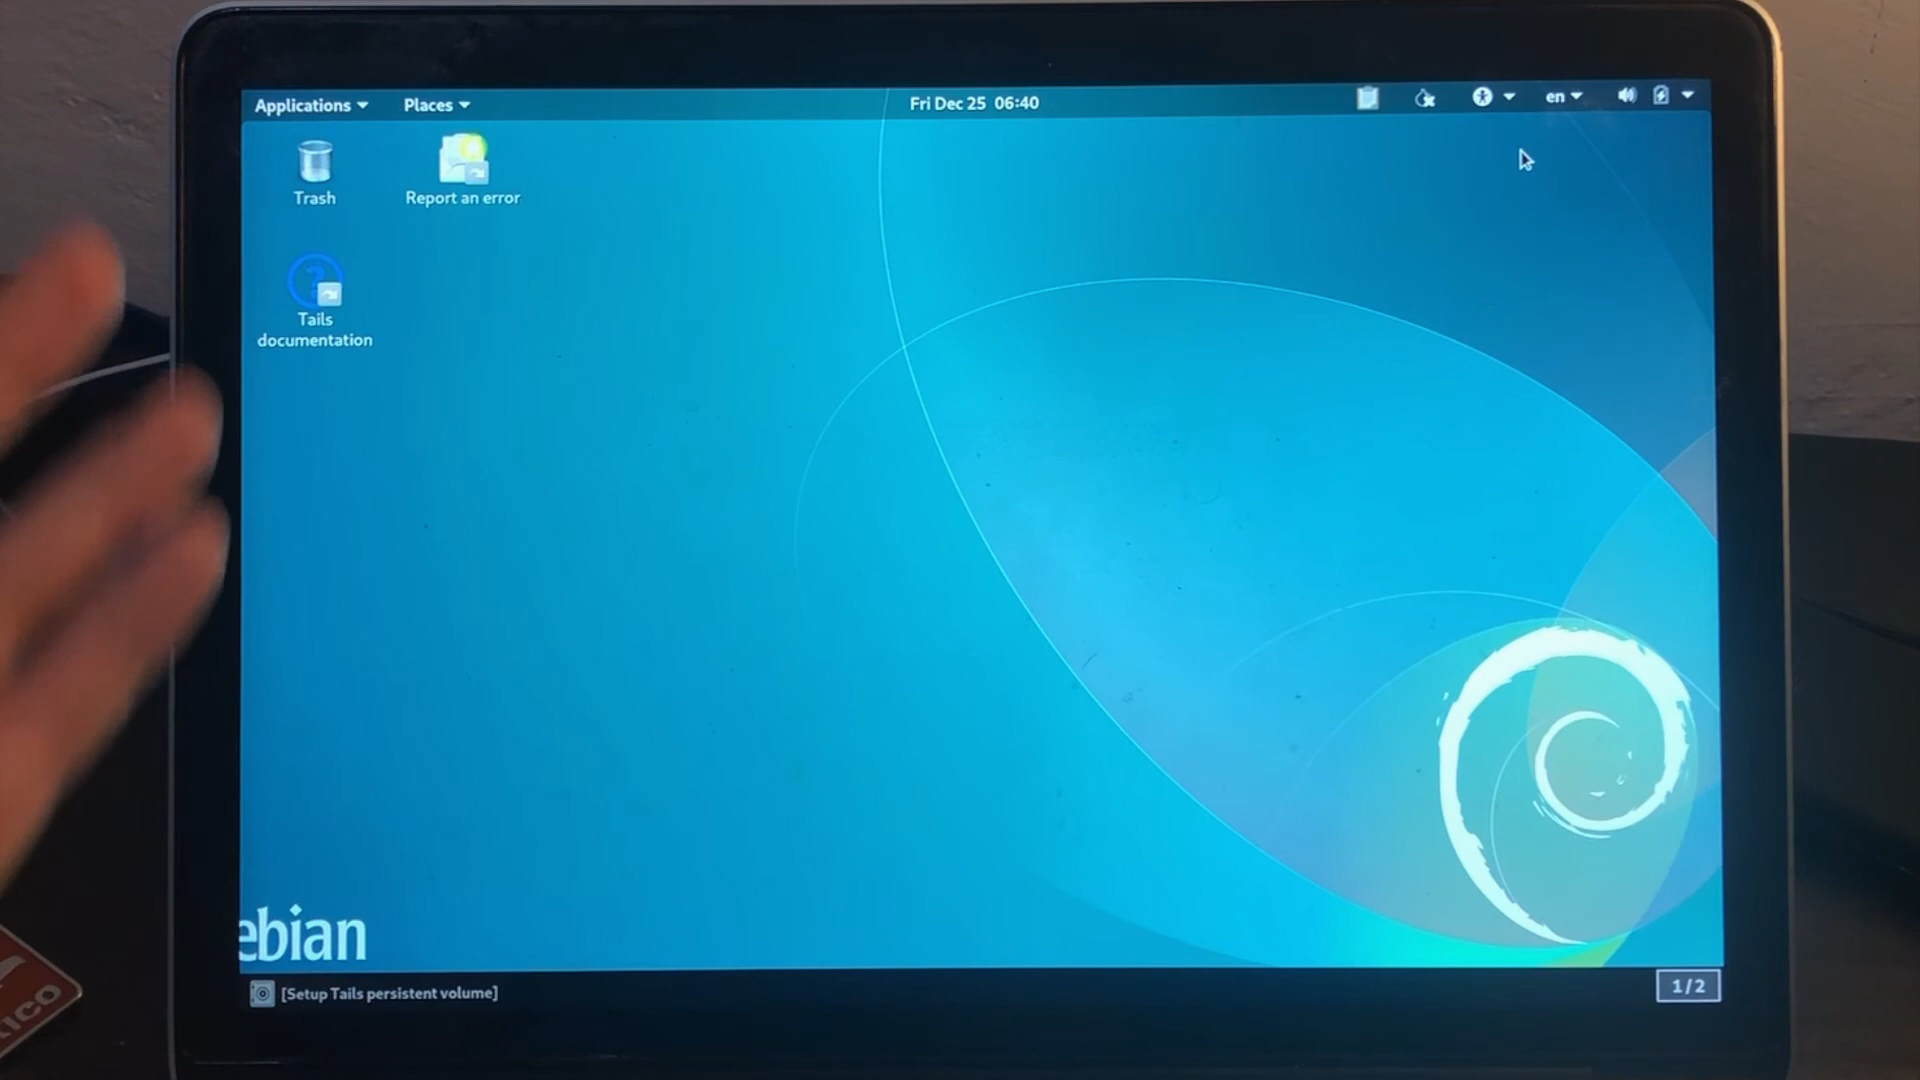 Applications Places Fri Dec 25 06:40 en
Trash
Report an error
Tails
documentation
ebian
[Setup Tails persistent volume]
1/2